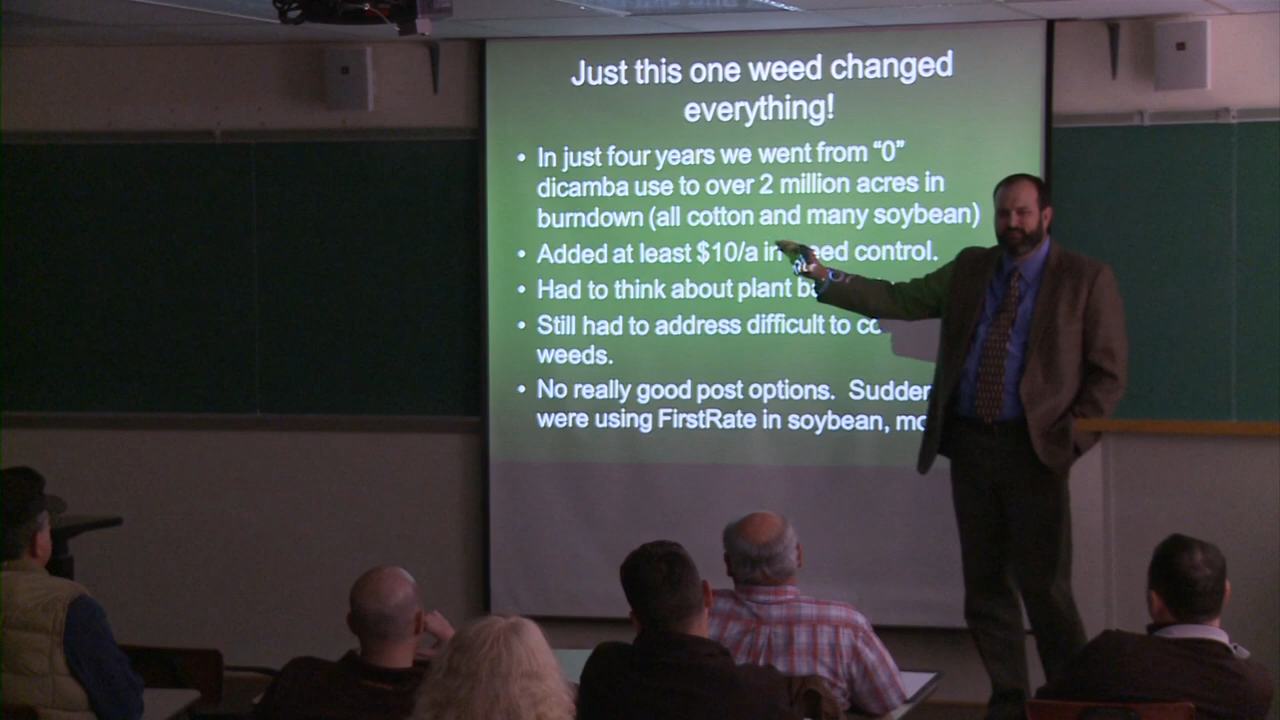 Just this one weed changed
everything!
• In just four years we went from “0”
dicamba use to over 2 million acres in
burndown (all cotton and many soybean)
• Added at least $10/a in control.
• Had to think about plant
• Still had to address difficult to
weeds.
• No really good post options.
were using FirstRate in soybean,